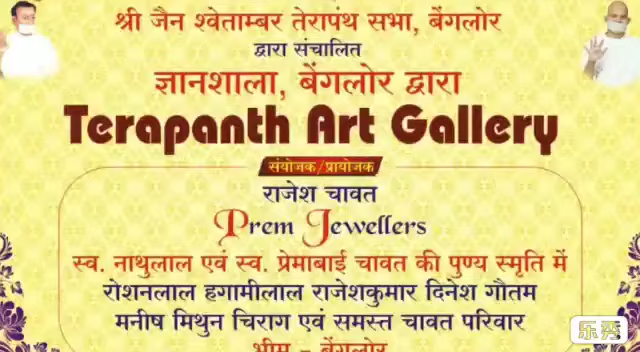 श्री जैन श्वेताम्बर तेरापंथ सभा, बेंगलोर
द्वारा संचालित
ज्ञानशाला, बेंगलोर द्वारा
Terapanth Art Gallery
संयोजक/प्रायोजक
राजेश चावत
Prem Jewellers
स्व. नाथुलाल एवं स्व. प्रेमाबाई चावत की पुण्य स्मृति में
रोशनलाल हगामीलाल राजेशकुमार दिनेश गौतम
मनीष मिथुन चिराग एवं समस्त चावत परिवार
भीम - बेंगलोर
乐秀